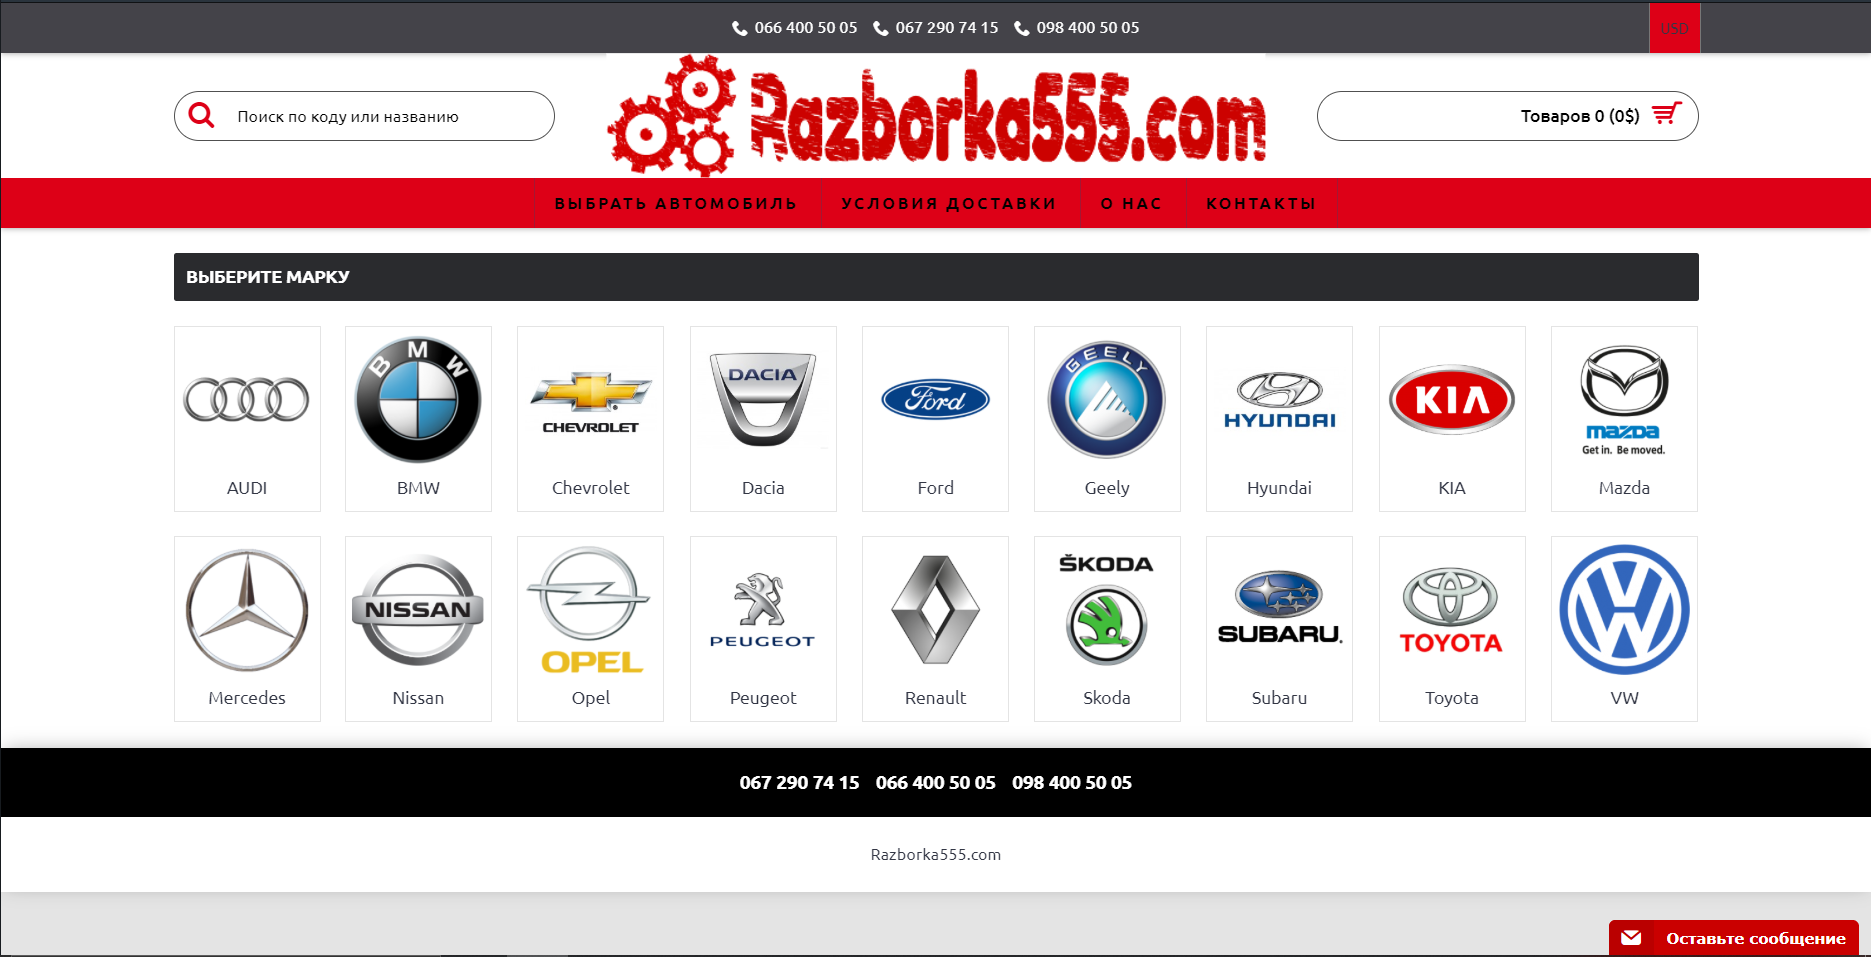 066 400 50 05 067 290 74 15 098 400 50 05
USD
Поиск по коду или названию
Razborka555.com
Товаров 0 (0$)
ВЫБРАТЬ АВТОМОБИЛЬ УСЛОВИЯ ДОСТАВКИ О НАС КОНТАКТЫ
ВЫБЕРИТЕ МАРКУ
BMW
CHEVROLET
DACIA
Ford
GEELY
HYUNDAI
KIA
mazda
Get in. Be moved.
AUDI BMW Chevrolet Dacia Ford Geely Hyundai KIA Mazda
NISSAN
OPEL
PEUGEOT
ŠKODA
SUBARU.
TOYOTA
Mercedes Nissan Opel Peugeot Renault Skoda Subaru Toyota VW
067 290 74 15 066 400 50 05 098 400 50 05
Razborka555.com
Оставьте сообщение